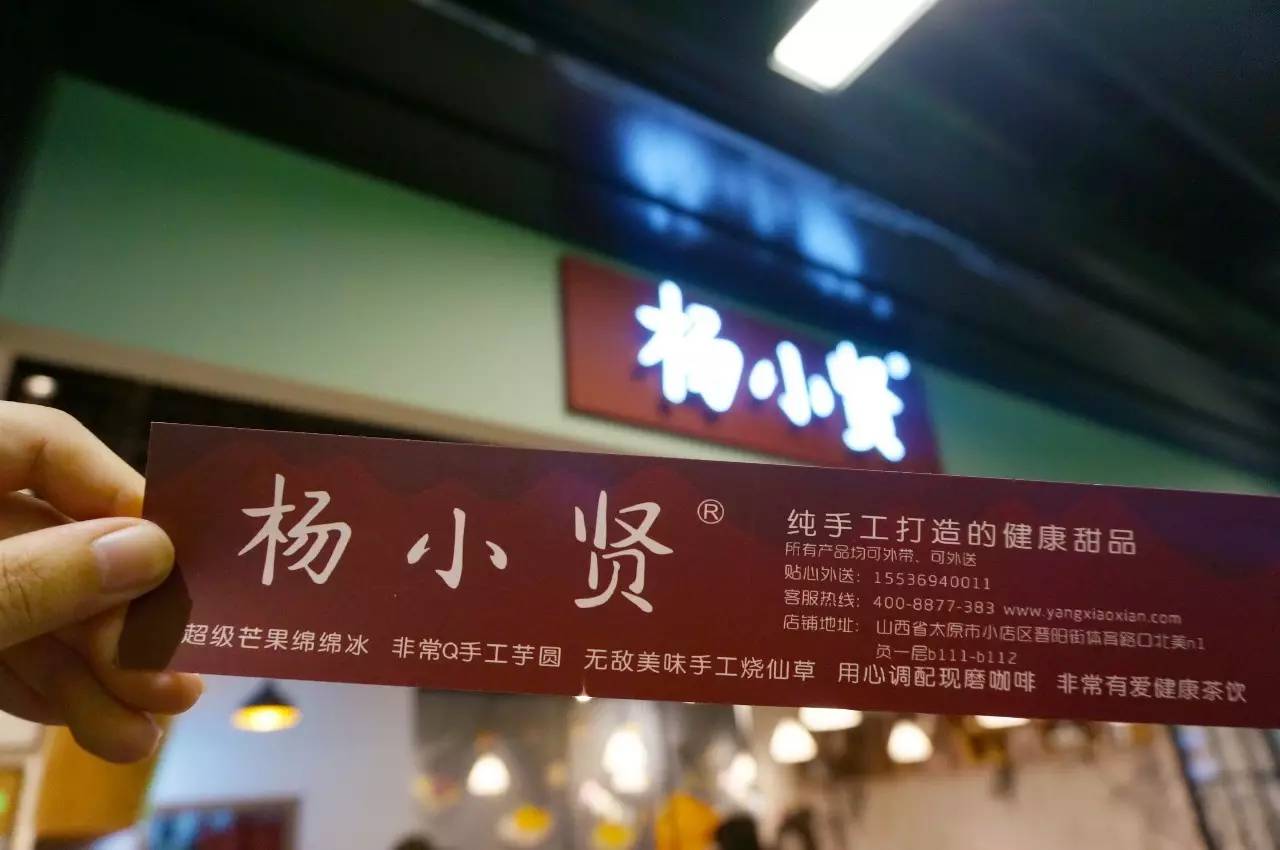 杨小贤
杨小贤®
纯手工打造的健康甜品
所有产品均可外带、可外送
贴心外送：15536940011
客服热线：400-8877-383 www.yangxiaoxian.com
店铺地址：山西省太原市小店区晋阳街体育路口北美n1
负一层b111-b112
超级芒果绵绵冰 非常Q手工芋圆 无敌美味手工烧仙草 用心调配现磨咖啡 非常有爱健康茶饮